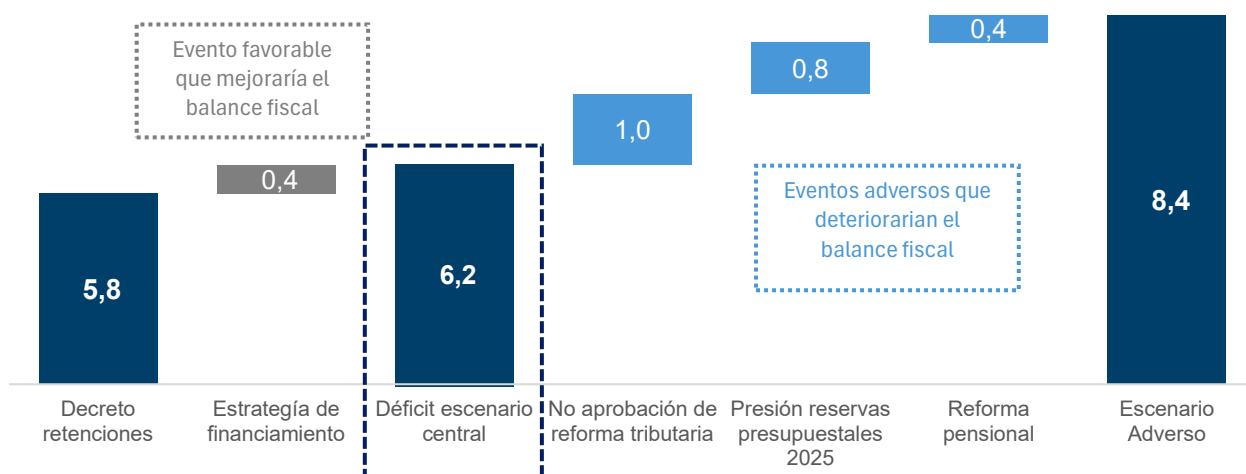 Evento favorable
que mejoraría el
balance fiscal
0,4
0,8
1,0
0,4
Eventos adversos que
deteriorarian el
balance fiscal
5,8
6,2
8,4
Decreto
retenciones
Estrategía de
financiamiento
Déficit escenario
central
No aprobación de
reforma tributaria
Presión reservas
presupuestales
2025
Reforma
pensional
Escenario
Adverso